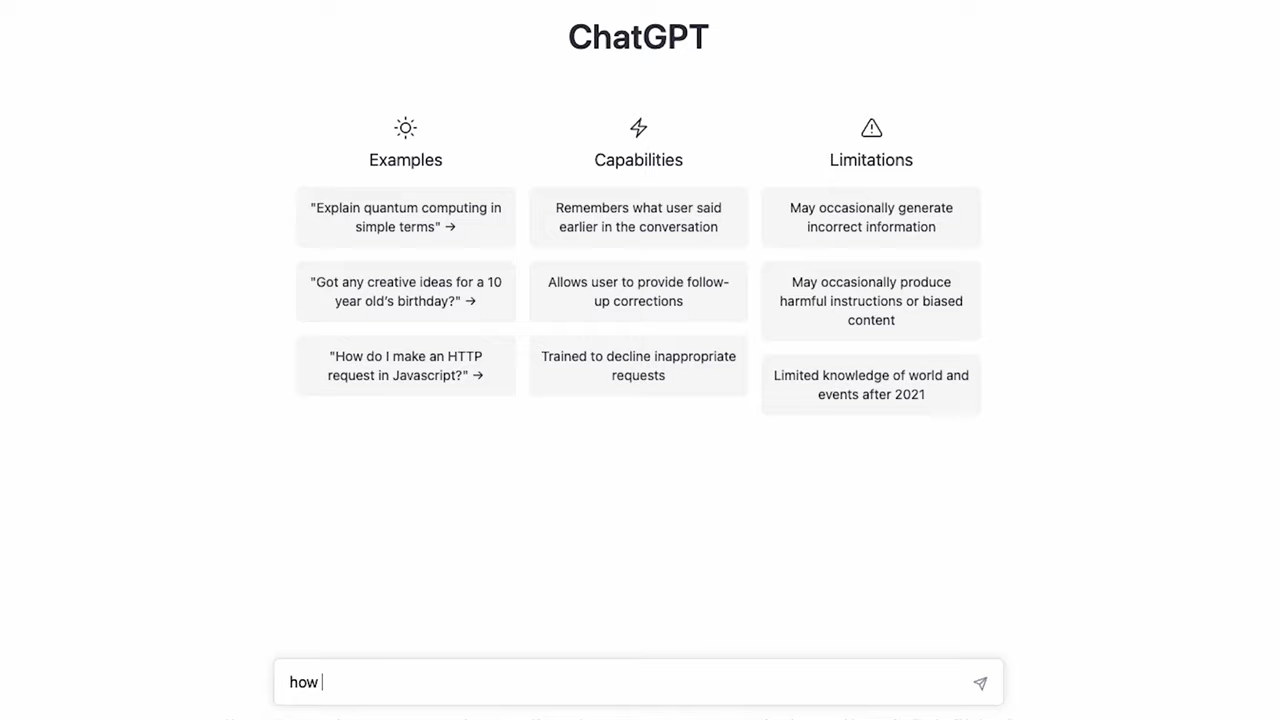 ChatGPT
Examples
"Explain quantum computing in
simple terms" →
"Got any creative ideas for a 10
year old's birthday?" →
"How do I make an HTTP
request in Javascript?" →
Capabilities
Remembers what user said
earlier in the conversation
Allows user to provide follow-
up corrections
Trained to decline inappropriate
requests
Limitations
May occasionally generate
incorrect information
May occasionally produce
harmful instructions or biased
content
Limited knowledge of world and
events after 2021
how